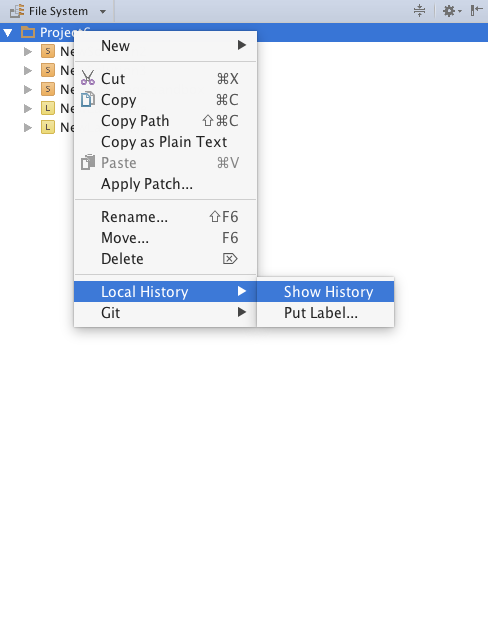 File System
Project
S Ne
S Ne
S Ne
L Ne
L Ne
New
Cut ⌘X
Copy ⌘C
Copy Path ⇧⌘C
Copy as Plain Text
Paste ⌘V
Apply Patch...
Rename... ⇧F6
Move... F6
Delete ⌦
Local History
Git
Show History
Put Label...